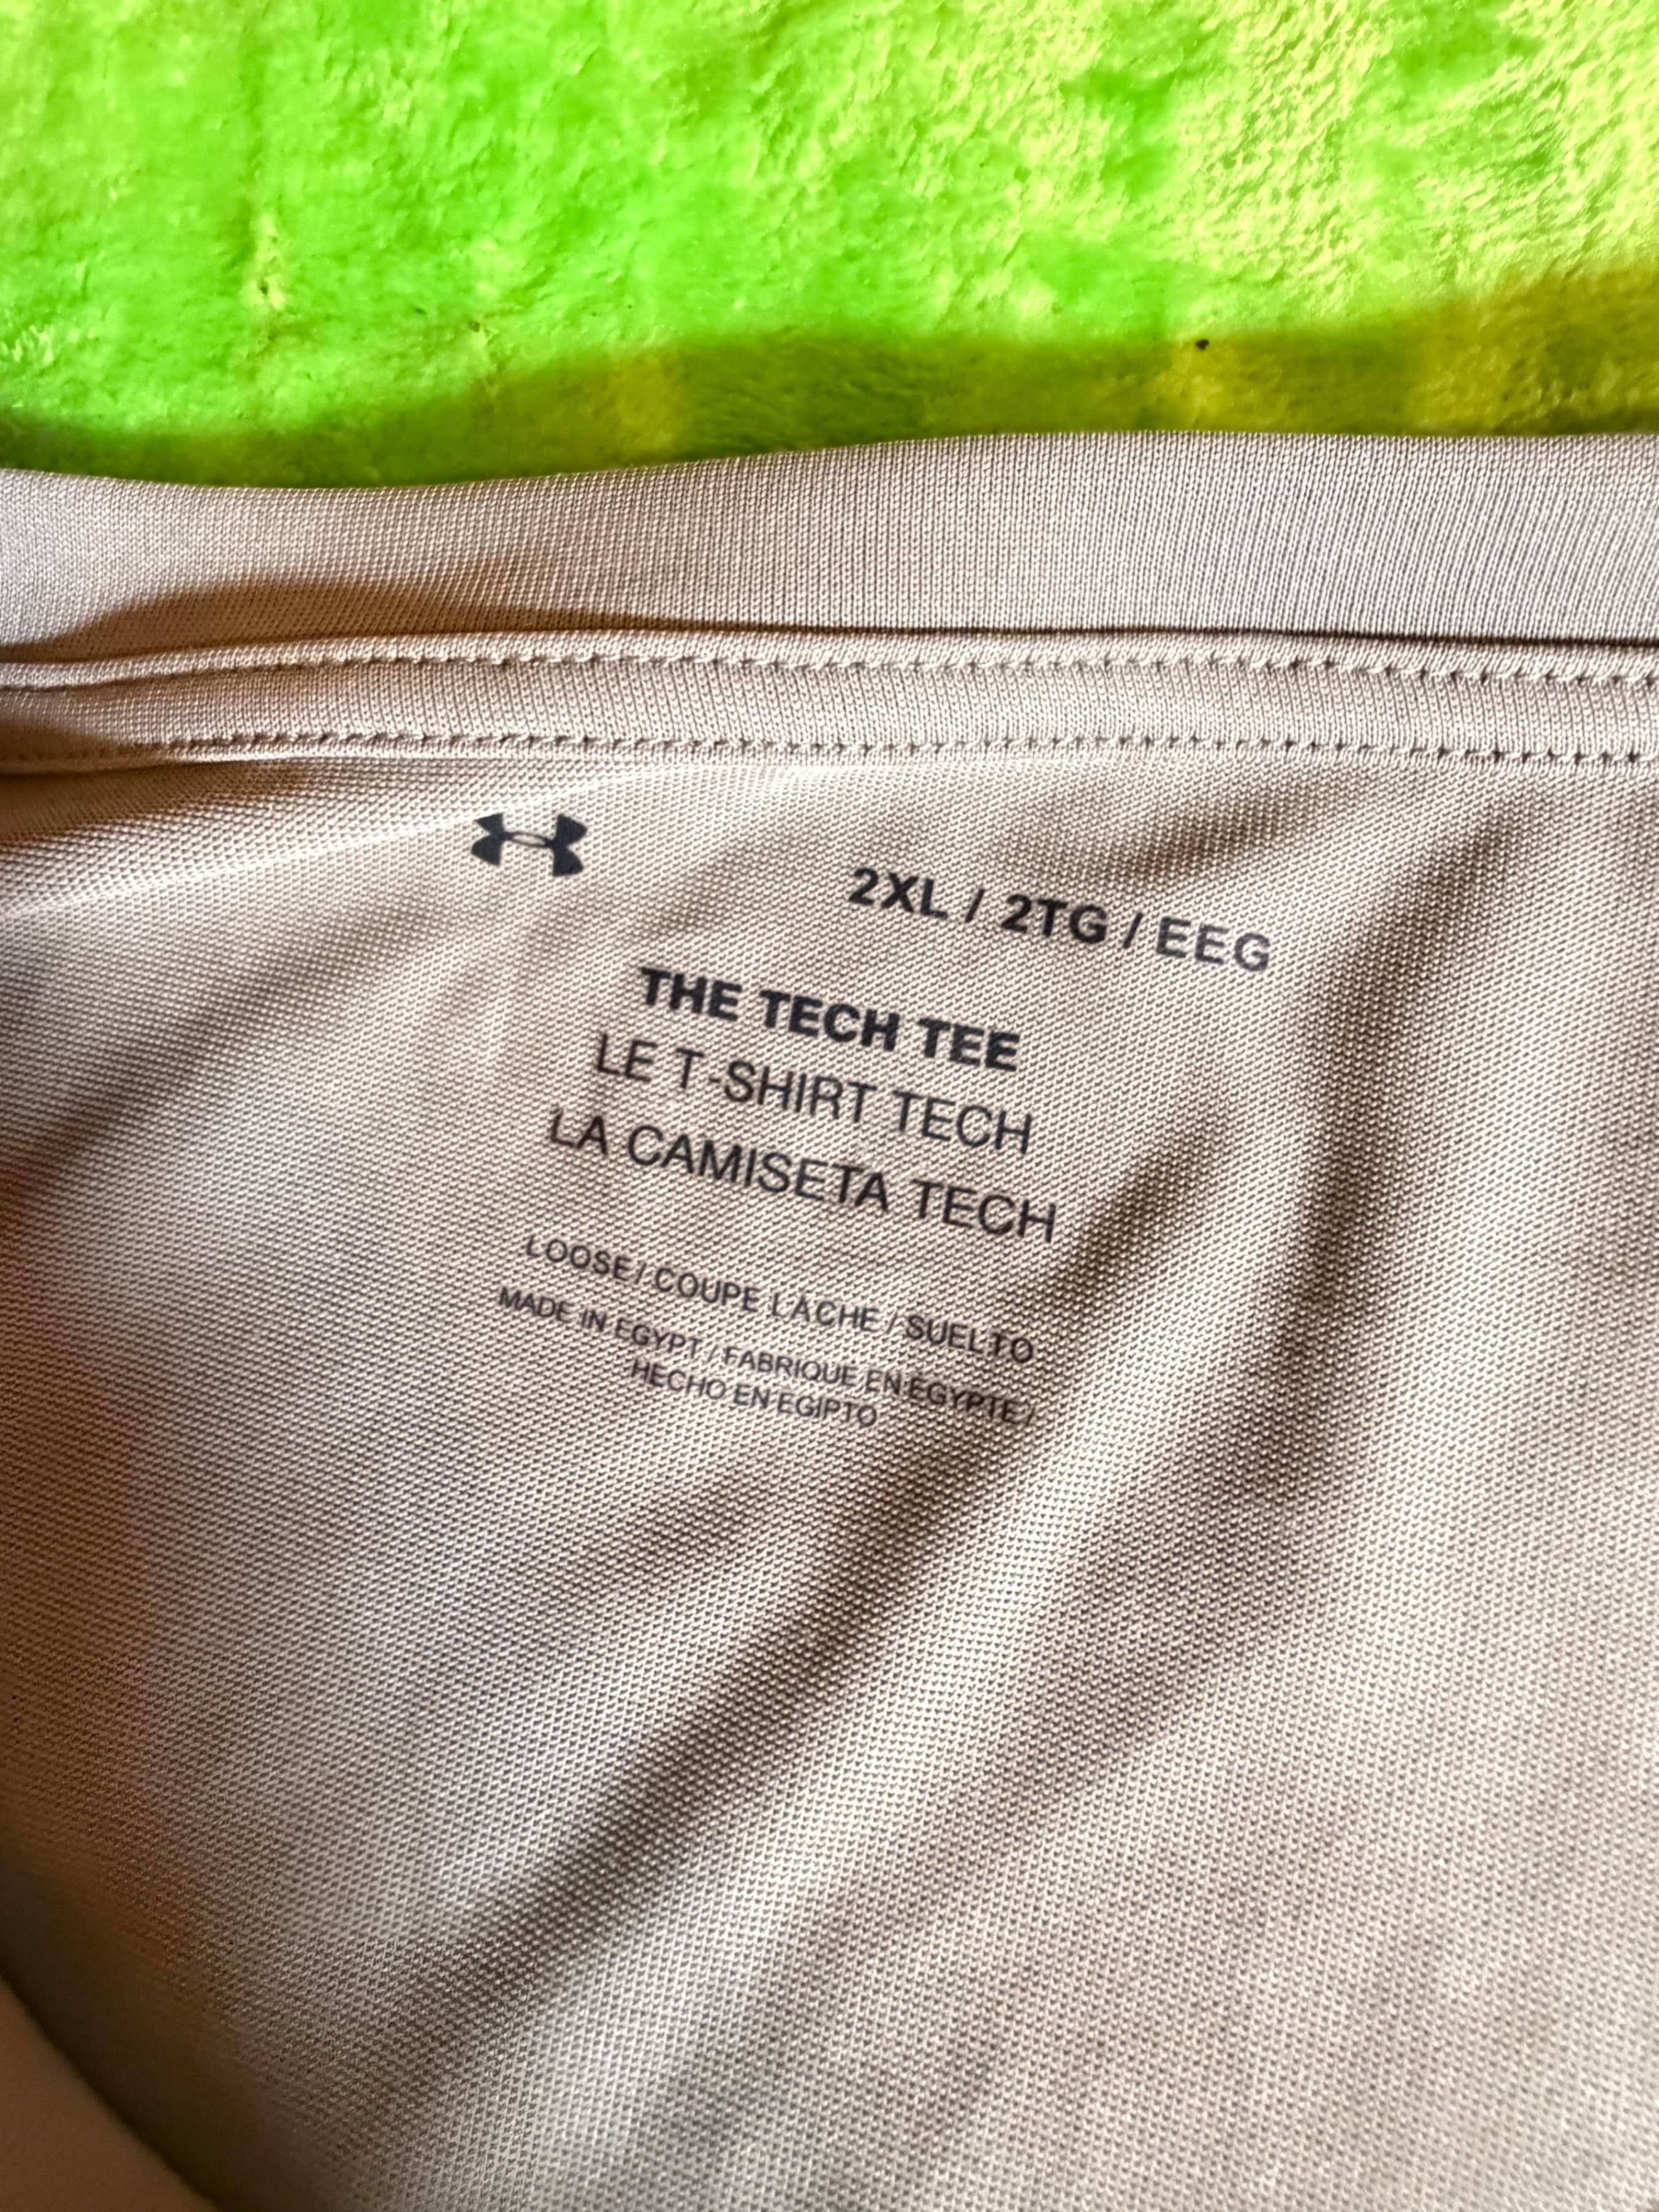 2XL / 2TG / EEG
THE TECH TEE
LE T-SHIRT TECH
LA CAMISETA TECH
LOOSE / COUPE LACHE / SUELTO
MADE IN EGYPT / FABRIQUE EN EGYPTE /
HECHO EN EGIPTO